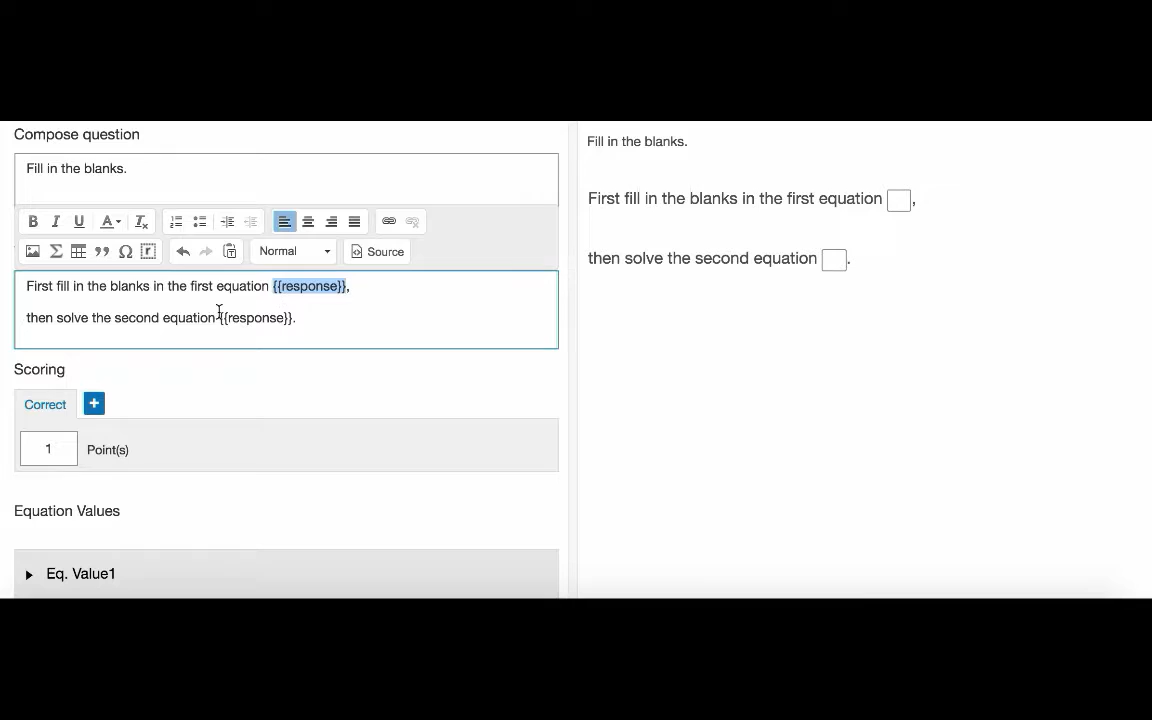 Compose question
Fill in the blanks.
B I U A Tx
Ω Normal Source
First fill in the blanks in the first equation {{response}},
then solve the second equation {{response}}.
Scoring
Correct +
1 Point(s)
Equation Values
Eq. Value1
Fill in the blanks.
First fill in the blanks in the first equation ,
then solve the second equation .